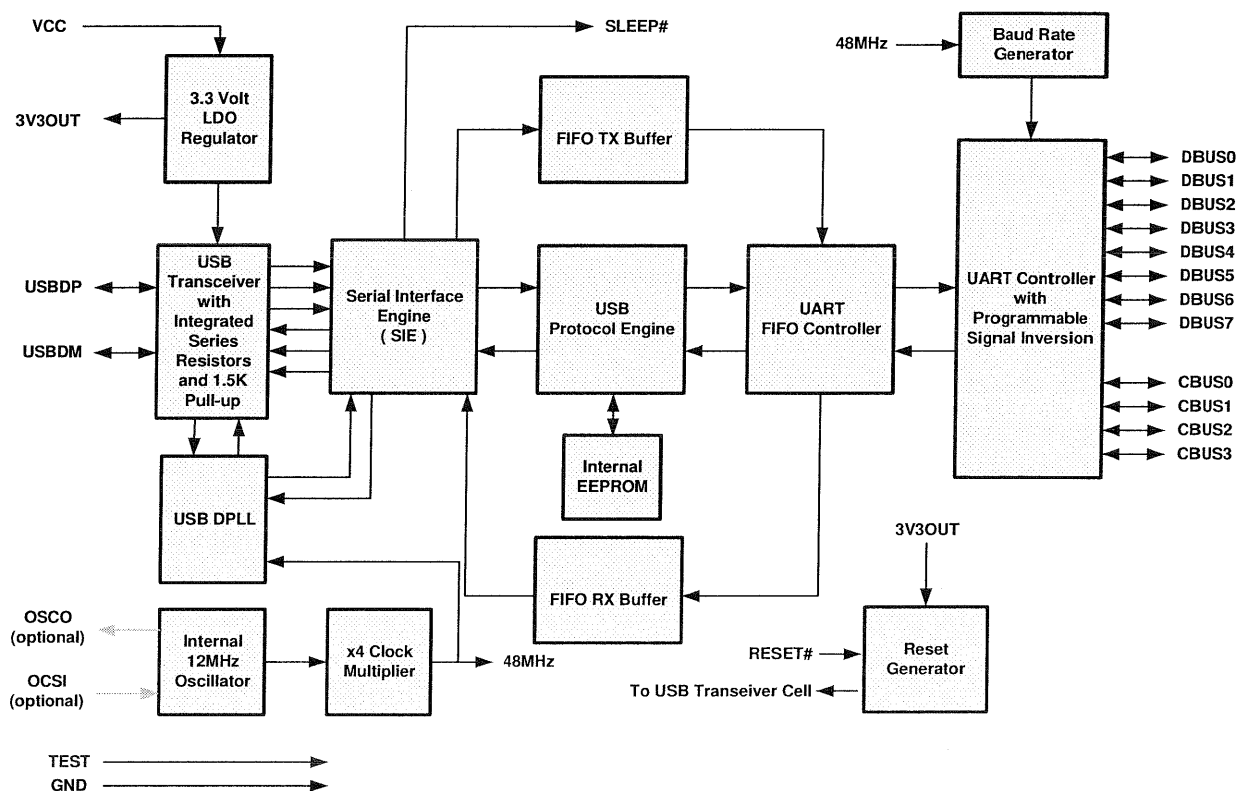 VCC
SLEEP#
48MHz
Baud Rate
Generator
3.3 Volt
LDO
Regulator
3V3OUT
FIFO TX Buffer
DBUS0
DBUS1
DBUS2
DBUS3
DBUS4
DBUS5
DBUS6
DBUS7
CBUS0
CBUS1
CBUS2
CBUS3
USBDP
USBDM
USB
Transceiver
with
Integrated
Series
Resistors
and 1.5K
Pull-up
Serial Interface
Engine
( SIE )
USB
Protocol Engine
UART
FIFO Controller
UART Controller
with
Programmable
Signal Inversion
Internal
EEPROM
USB DPLL
FIFO RX Buffer
3V3OUT
OSCO
(optional)
OCSI
(optional)
Internal
12MHz
Oscillator
x4 Clock
Multiplier
48MHz
RESET#
To USB Transeiver Cell
Reset
Generator
TEST
GND